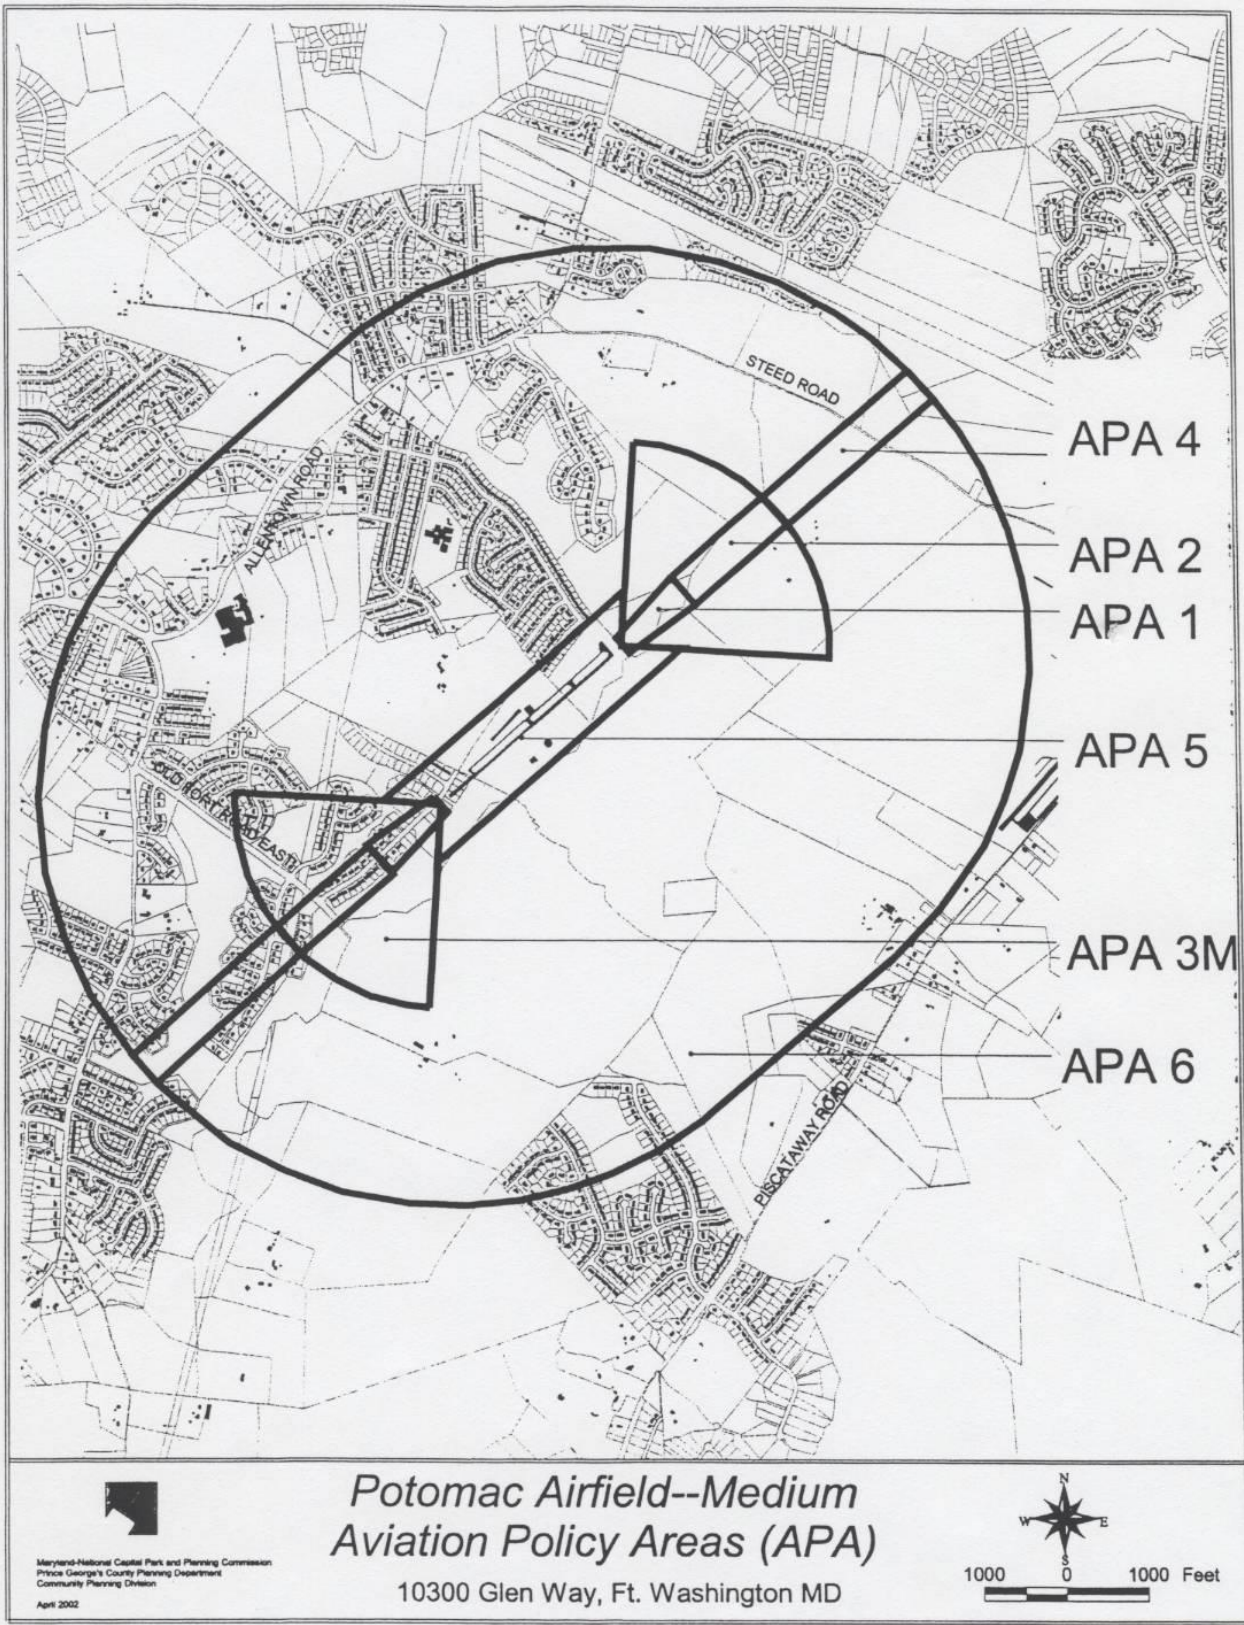 STEED ROAD
APA 4
ALLENTOWN ROAD
APA 2
APA 1
APA 5
OLD FORT ROAD EAST
APA 3M
APA 6
PISCATAWAY ROAD
Potomac Airfield--Medium
Aviation Policy Areas (APA)
10300 Glen Way, Ft. Washington MD
Maryland-National Capital Park and Planning Commission
Prince George's County Planning Department
Community Planning Division
April 2002
N
W E
S
1000 0 1000 Feet